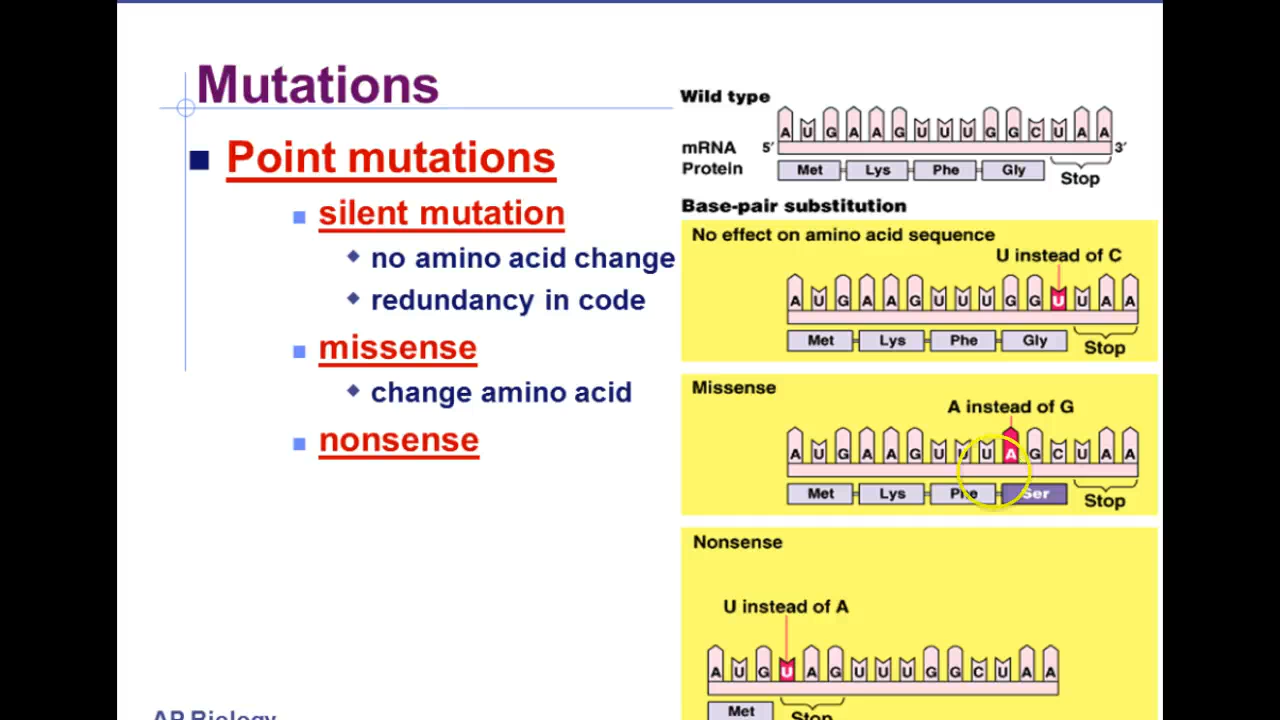 Mutations
Point mutations
silent mutation
no amino acid change
redundancy in code
missense
change amino acid
nonsense
AP Biology
Wild type
A U G A A G U U U G G C U A A
mRNA 5′ 3′
Protein Met Lys Phe Gly Stop
Base-pair substitution
No effect on amino acid sequence
U instead of C
A U G A A G U U U G G U U A A
Met Lys Phe Gly Stop
Missense
A instead of G
A U G A A G U U U A G C U A A
Met Lys Phe Ser Stop
Nonsense
U instead of A
A U G U A G U U U G G C U A A
Met Stop